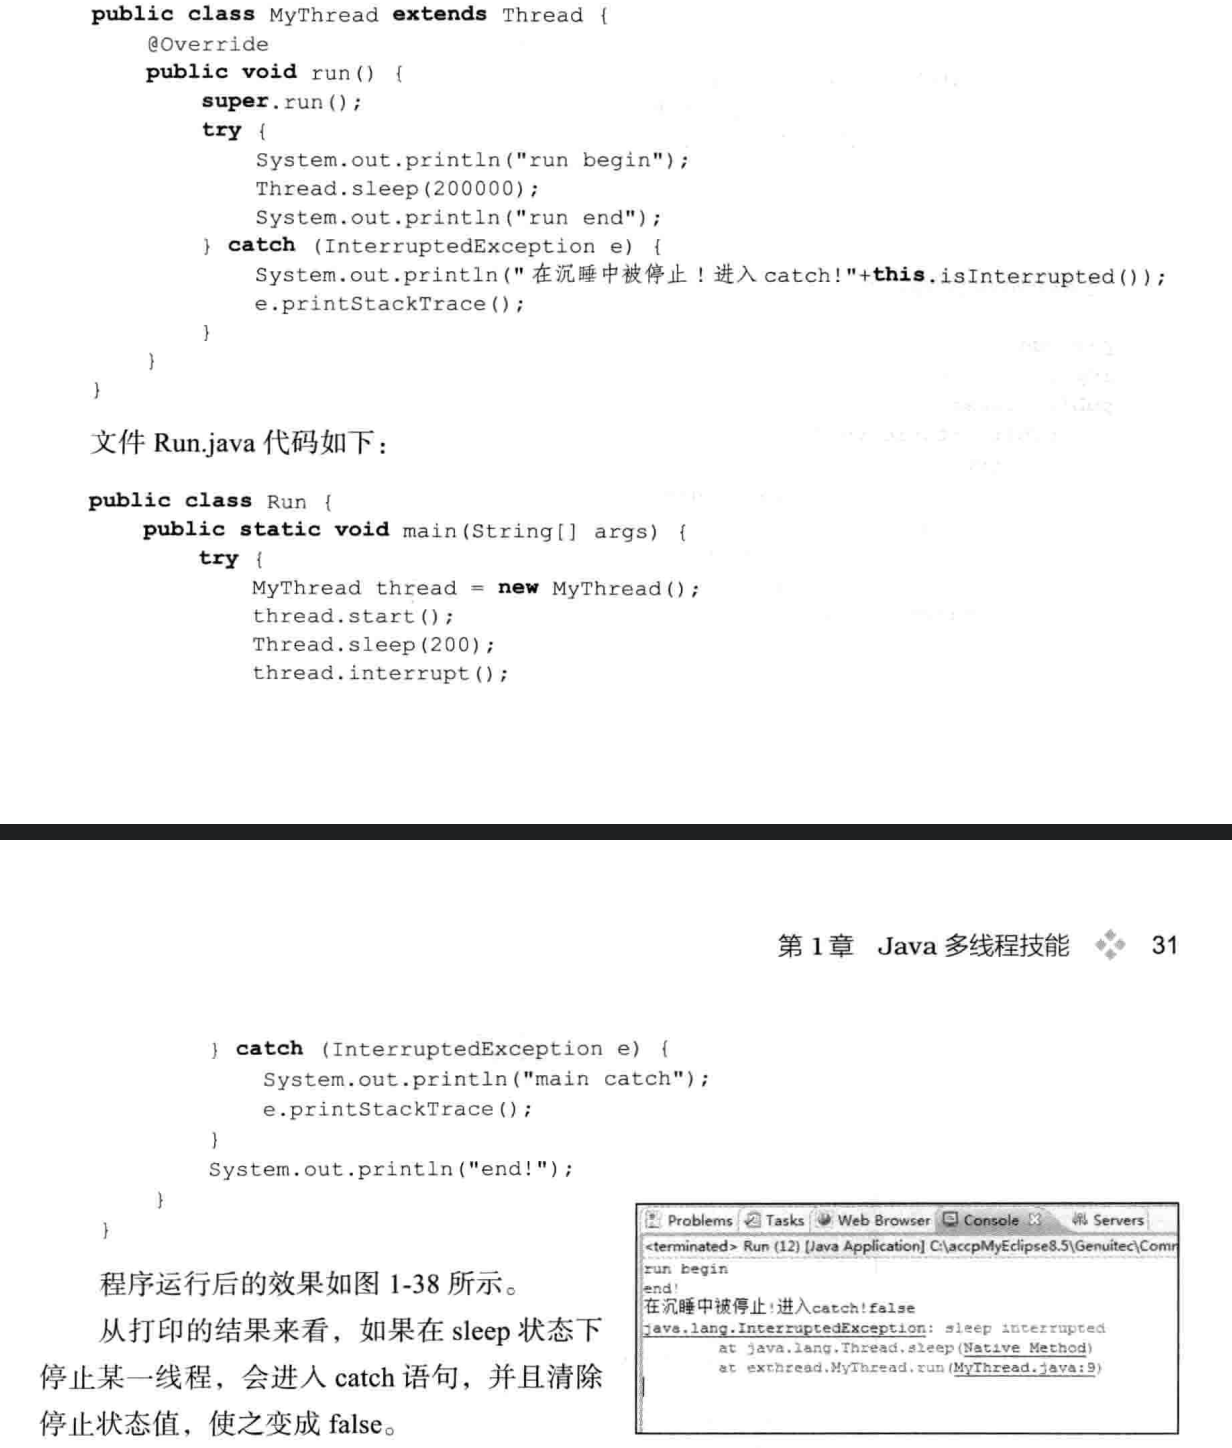 public class MyThread extends Thread {
@Override
public void run() {
super.run();
try {
System.out.println("run begin");
Thread.sleep(200000);
System.out.println("run end");
} catch (InterruptedException e) {
System.out.println("在沉睡中被停止！进入catch!"+this.isInterrupted());
e.printStackTrace();
}
}
}
文件 Run.java 代码如下：
public class Run {
public static void main(String[] args) {
try {
MyThread thread = new MyThread();
thread.start();
Thread.sleep(200);
thread.interrupt();
第 1 章 Java 多线程技能 31
} catch (InterruptedException e) {
System.out.println("main catch");
e.printStackTrace();
}
System.out.println("end!");
}
}
程序运行后的效果如图 1-38 所示。
从打印的结果来看，如果在 sleep 状态下
停止某一线程，会进入 catch 语句，并且清除
停止状态值，使之变成 false。
Problems Tasks Web Browser Console Servers
<terminated> Run (12) [Java Application] C:\accpMyEclipse8.5\Genuitec\Comr
run begin
end!
在沉睡中被停止!进入catch!false
java.lang.InterruptedException: sleep interrupted
at java.lang.Thread.sleep(Native Method)
at exthread.MyThread.run(MyThread.java:9)